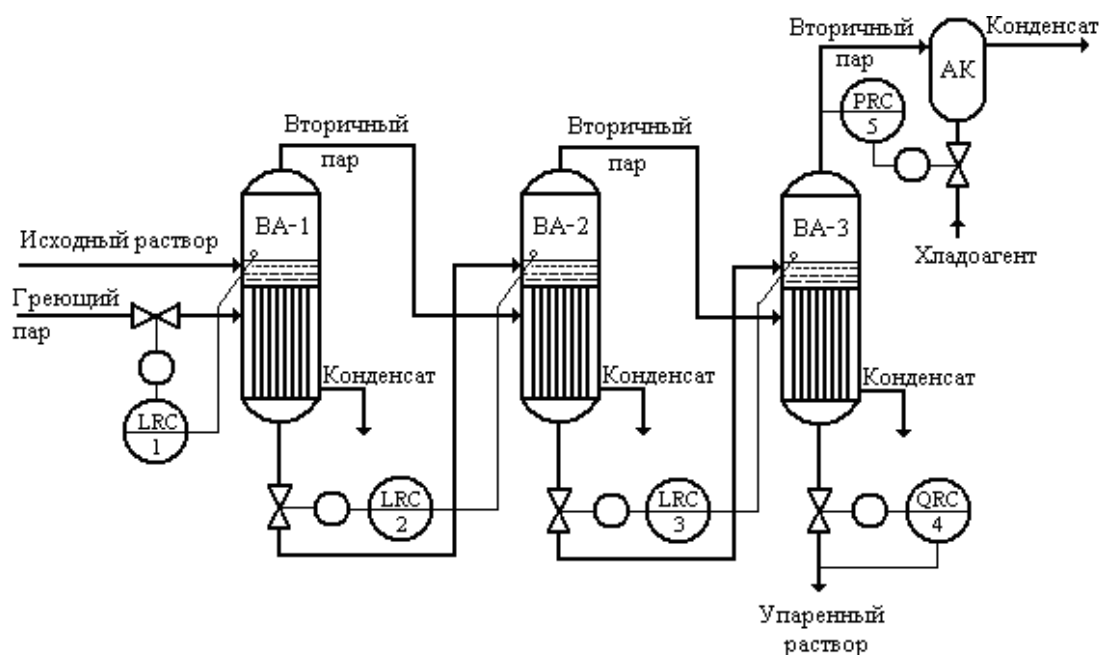 Вторичный
пар
Конденсат
АК
PRC
5
Хладоагент
Вторичный
пар
Вторичный
пар
ВА-1
ВА-2
ВА-3
Исходный раствор
Греющий
пар
LRC
1
Конденсат
Конденсат
Конденсат
LRC
2
LRC
3
QRC
4
Упаренный
раствор